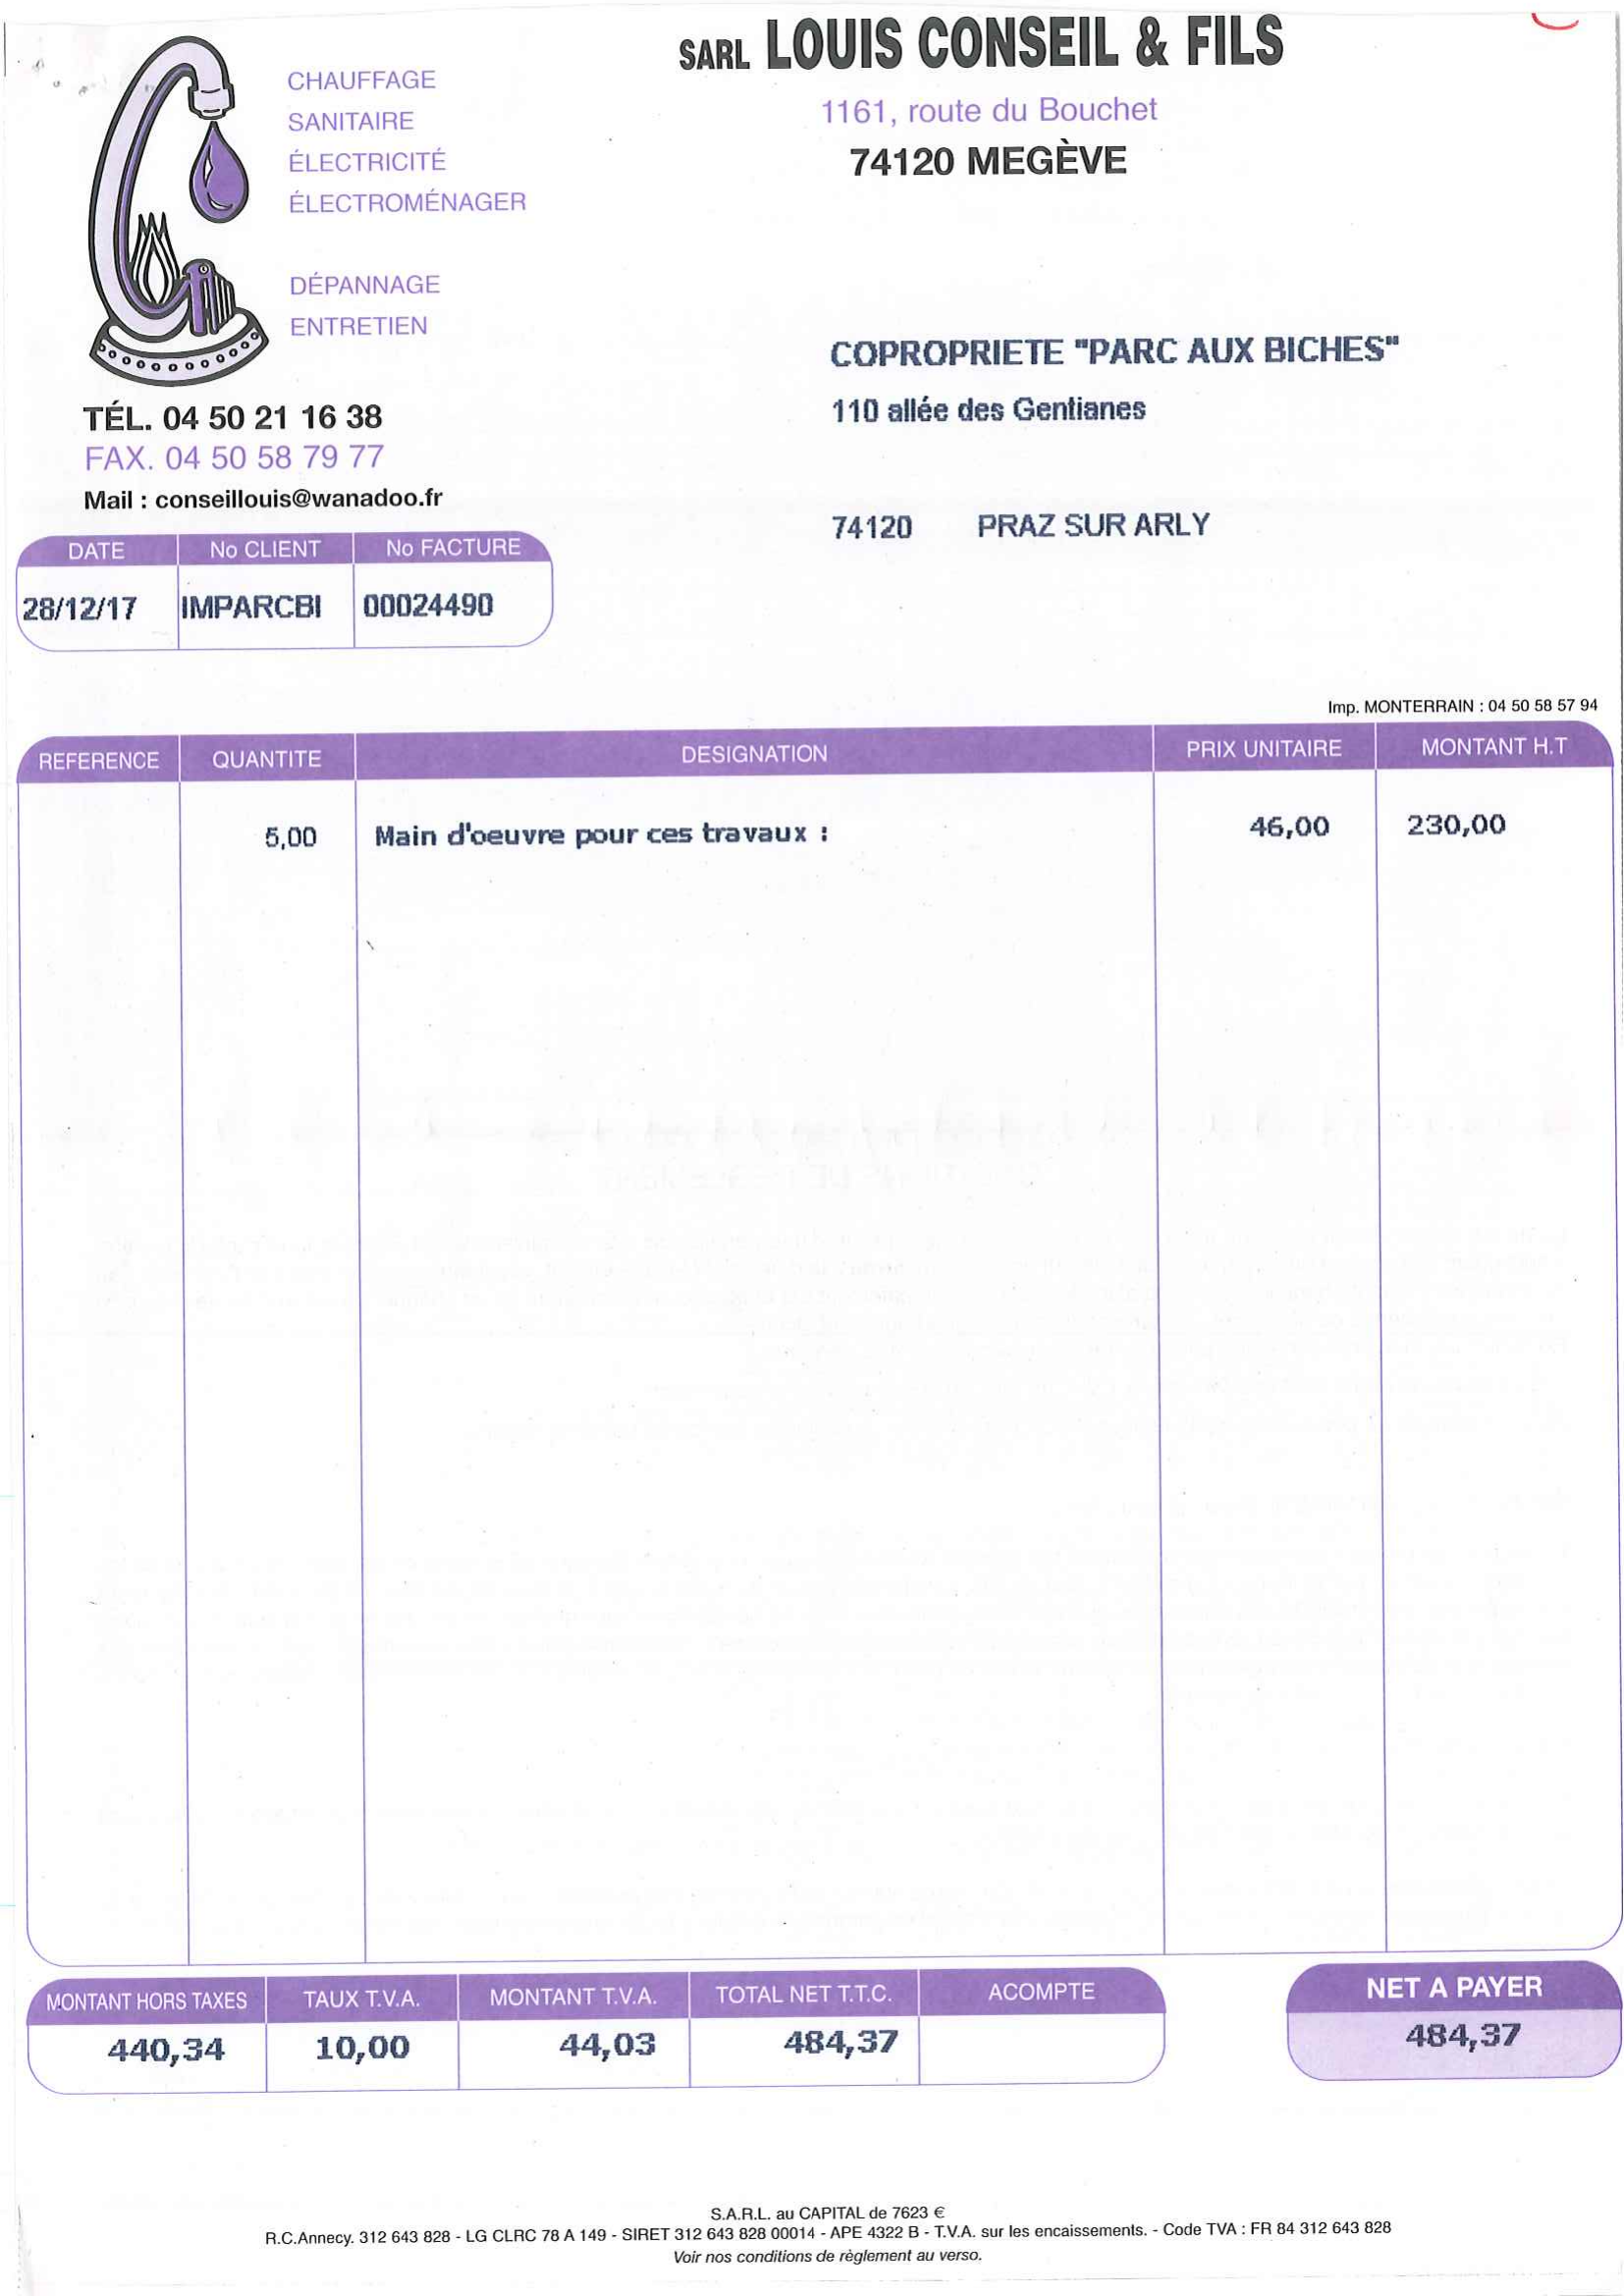 SARL LOUIS CONSEIL & FILS
1161, route du Bouchet
74120 MEGÈVE
CHAUFFAGE
SANITAIRE
ÉLECTRICITÉ
ÉLECTROMÉNAGER
DÉPANNAGE
ENTRETIEN
TÉL. 04 50 21 16 38
FAX. 04 50 58 79 77
Mail : conseillouis@wanadoo.fr
COPROPRIETE "PARC AUX BICHES"
110 allée des Gentianes
74120 PRAZ SUR ARLY
DATE No CLIENT No FACTURE
28/12/17 IMPARCBI 00024490
Imp. MONTERRAIN : 04 50 58 57 94
REFERENCE QUANTITE DESIGNATION PRIX UNITAIRE MONTANT H.T
5,00 Main d'oeuvre pour ces travaux : 46,00 230,00
MONTANT HORS TAXES TAUX T.V.A. MONTANT T.V.A. TOTAL NET T.T.C. ACOMPTE NET A PAYER
440,34 10,00 44,03 484,37 484,37
S.A.R.L. au CAPITAL de 7623 €
R.C.Annecy. 312 643 828 - LG CLRC 78 A 149 - SIRET 312 643 828 00014 - APE 4322 B - T.V.A. sur les encaissements. - Code TVA : FR 84 312 643 828
Voir nos conditions de règlement au verso.